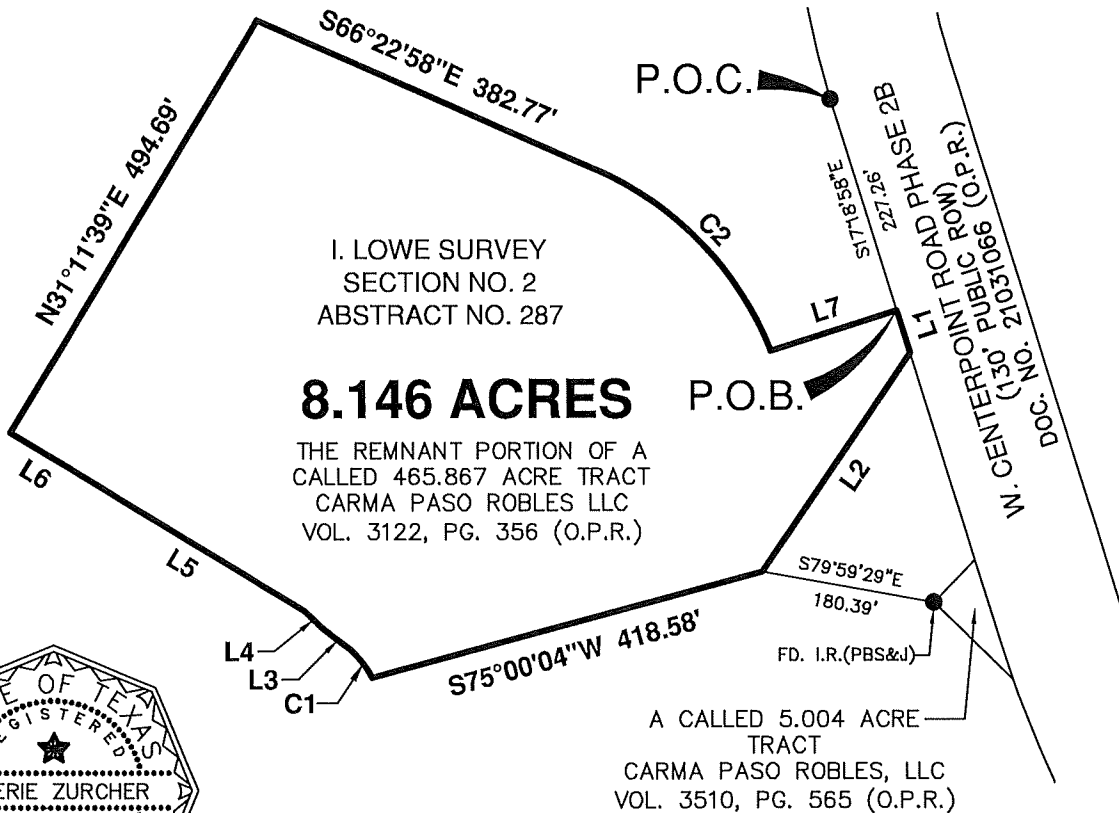 S66°22'58"E 382.77'
P.O.C.
N31°11'39"E 494.69'
S17°18'58"E
227.26'
W. CENTERPOINT ROAD PHASE 2B
(130' PUBLIC ROW)
DOC. NO. 21031066 (O.P.R.)
C2
I. LOWE SURVEY
SECTION NO. 2
ABSTRACT NO. 287
L7
L1
8.146 ACRES
P.O.B.
THE REMNANT PORTION OF A
CALLED 465.867 ACRE TRACT
CARMA PASO ROBLES LLC
VOL. 3122, PG. 356 (O.P.R.)
L6
L2
L5
S79°59'29"E
180.39'
L4
L3
C1
S75°00'04"W 418.58'
FD. I.R.(PBS&J)
A CALLED 5.004 ACRE
TRACT
CARMA PASO ROBLES, LLC
VOL. 3510, PG. 565 (O.P.R.)
E OF TEXAS
EGISTERED
ERIE ZURCHER